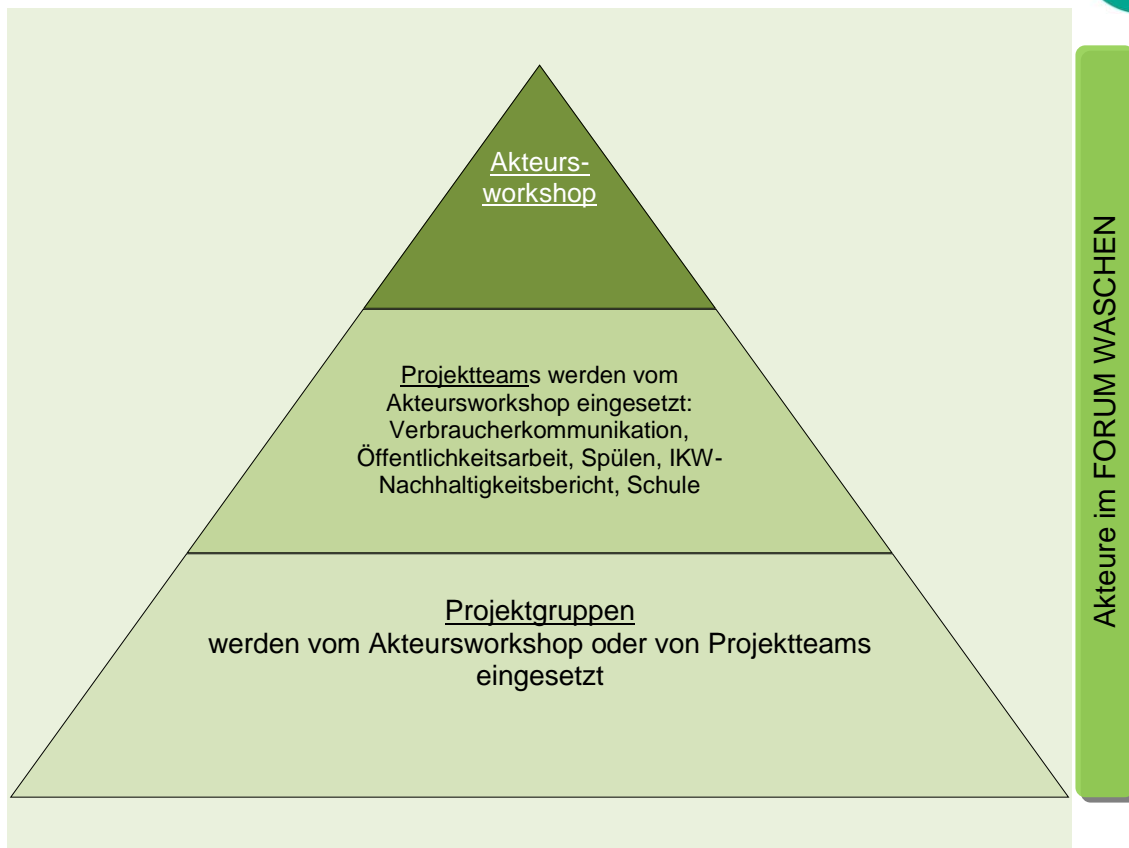 Akteurs-
workshop
Projektteams werden vom
Akteursworkshop eingesetzt:
Verbraucherkommunikation,
Öffentlichkeitsarbeit, Spülen, IKW-
Nachhaltigkeitsbericht, Schule
Projektgruppen
werden vom Akteursworkshop oder von Projektteams
eingesetzt
Akteure im FORUM WASCHEN